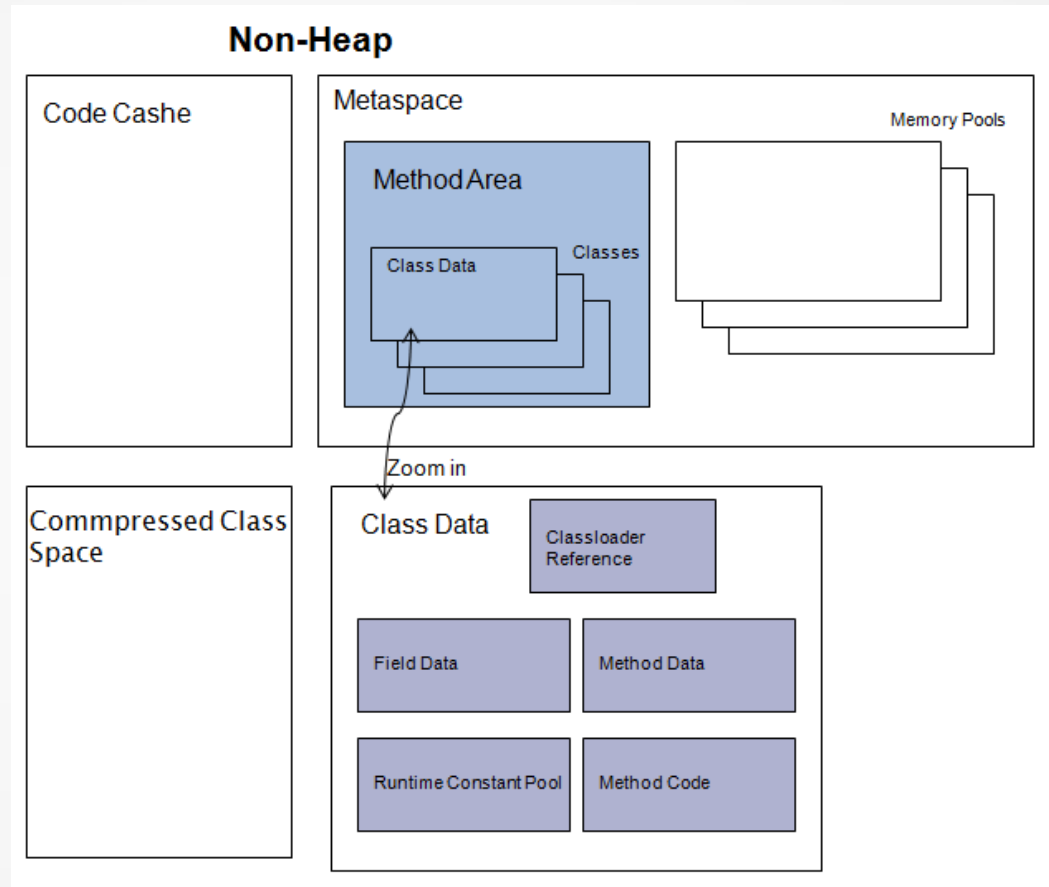 Non-Heap
Code Cashe
Metaspace
Memory Pools
Method Area
Classes
Class Data
Zoom in
Commpressed Class
Space
Class Data
Classloader
Reference
Field Data
Method Data
Runtime Constant Pool
Method Code